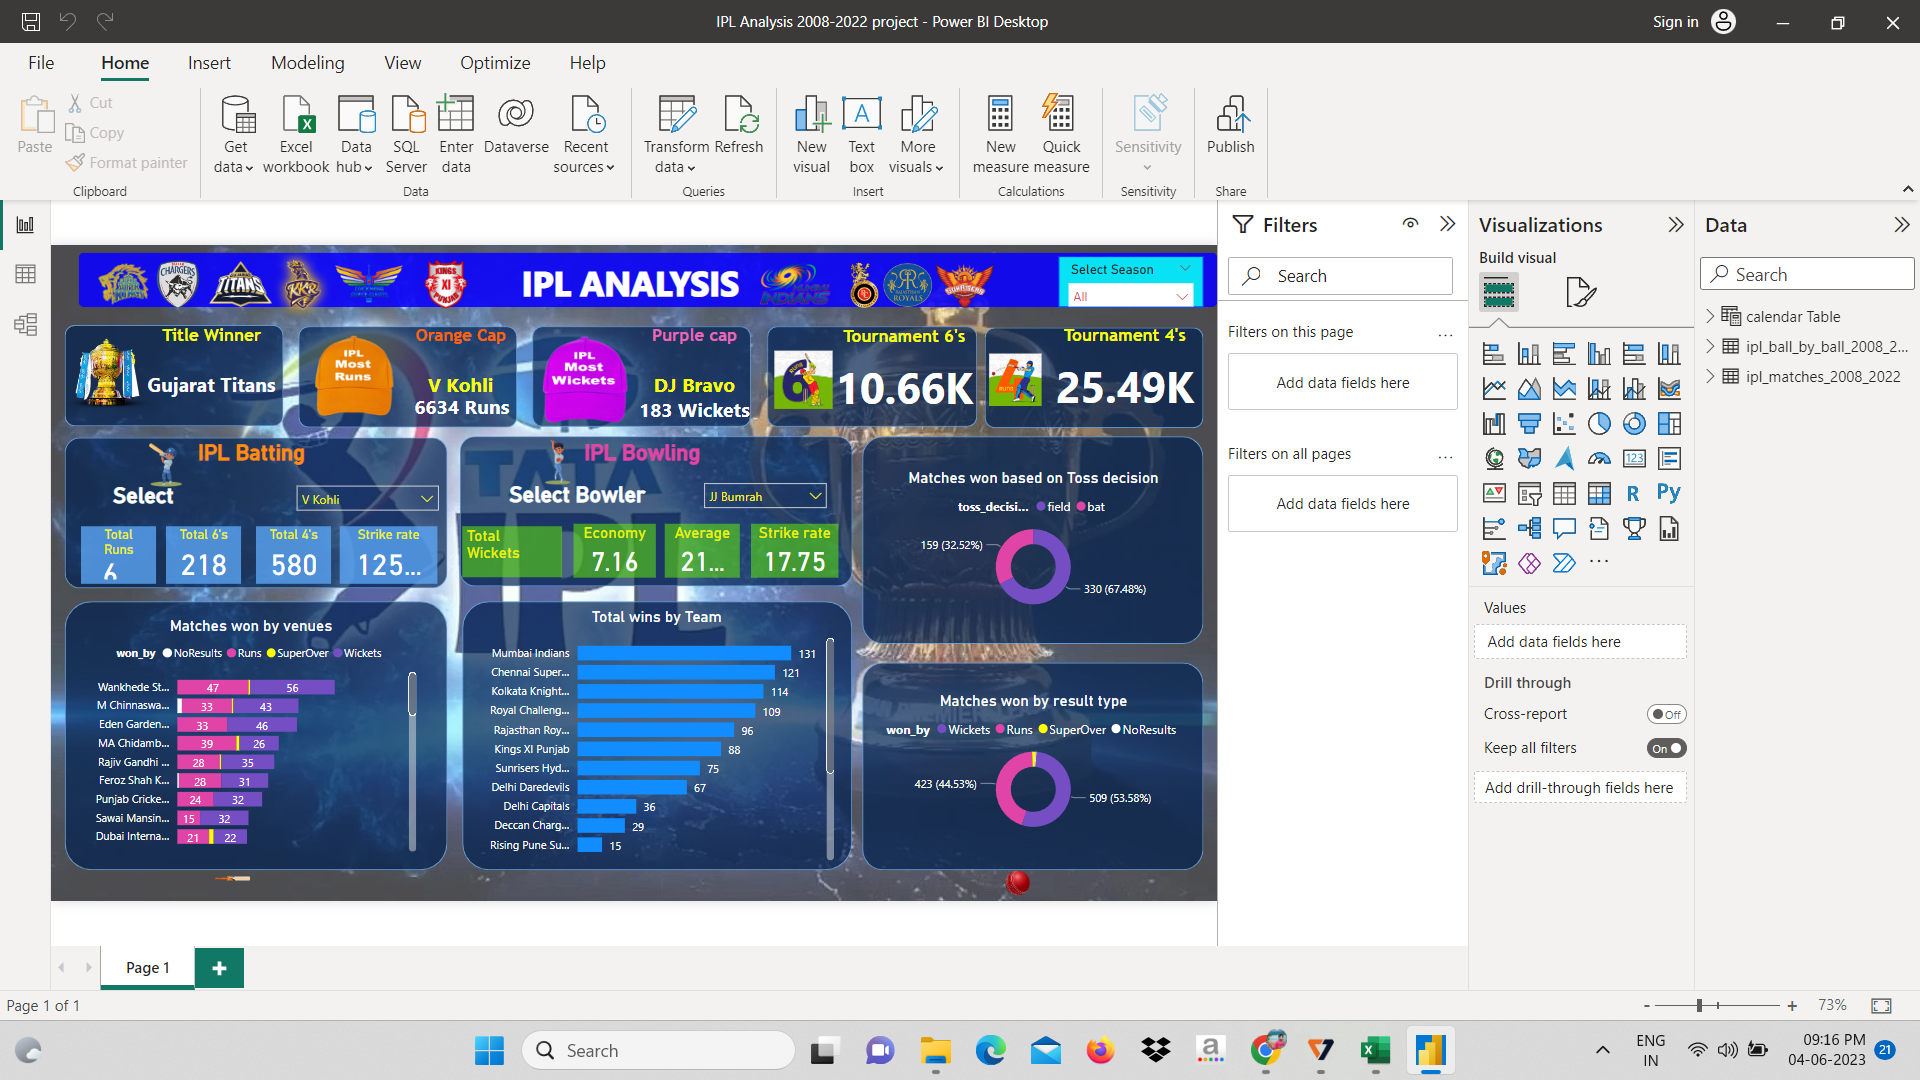 IPL Analysis 2008-2022 project - Power BI Desktop
Sign in
File
Home
Insert
Modeling
View
Optimize
Help
Paste
Cut
Copy
Format painter
Clipboard
Get data
Excel workbook
Data hub
SQL Server
Enter data
Dataverse
Recent sources
Data
Transform data
Refresh
Queries
New visual
Text box
More visuals
Insert
New measure
Quick measure
Calculations
Sensitivity
Sensitivity
Publish
Share
CHARGERS
TITANS
KKR
KINGS XI PUNJAB
IPL ANALYSIS
INDIANS
ROYALS
Select Season
All
Title Winner
Gujarat Titans
IPL Most Runs
Orange Cap
V Kohli
6634 Runs
IPL Most Wickets
Purple cap
DJ Bravo
183 Wickets
Tournament 6's
10.66K
Tournament 4's
25.49K
IPL Batting
Select
V Kohli
Total Runs
6
Total 6's
218
Total 4's
580
Strike rate
125...
IPL Bowling
Select Bowler
JJ Bumrah
Total Wickets
Economy
7.16
Average
21...
Strike rate
17.75
TATA IPL
Matches won based on Toss decision
toss_decisi... field bat
159 (32.52%)
330 (67.48%)
Matches won by venues
won_by NoResults Runs SuperOver Wickets
Wankhede St... 47 56
M Chinnaswa... 33 43
Eden Garden... 33 46
MA Chidamb... 39 26
Rajiv Gandhi ... 28 35
Feroz Shah K... 28 31
Punjab Cricke... 24 32
Sawai Mansin... 15 32
Dubai Interna... 21 22
Total wins by Team
Mumbai Indians 131
Chennai Super... 121
Kolkata Knight... 114
Royal Challeng... 109
Rajasthan Roy... 96
Kings XI Punjab 88
Sunrisers Hyd... 75
Delhi Daredevils 67
Delhi Capitals 36
Deccan Charg... 29
Rising Pune Su... 15
Matches won by result type
won_by Wickets Runs SuperOver NoResults
423 (44.53%)
509 (53.58%)
Filters
Search
Filters on this page ...
Add data fields here
Filters on all pages ...
Add data fields here
Visualizations
Build visual
123
R
Py
...
Values
Add data fields here
Drill through
Cross-report Off
Keep all filters On
Add drill-through fields here
Data
Search
calendar Table
ipl_ball_by_ball_2008_2...
ipl_matches_2008_2022
Page 1
+
Page 1 of 1
- + 73%
Search
ENG
IN
09:16 PM
04-06-2023
21